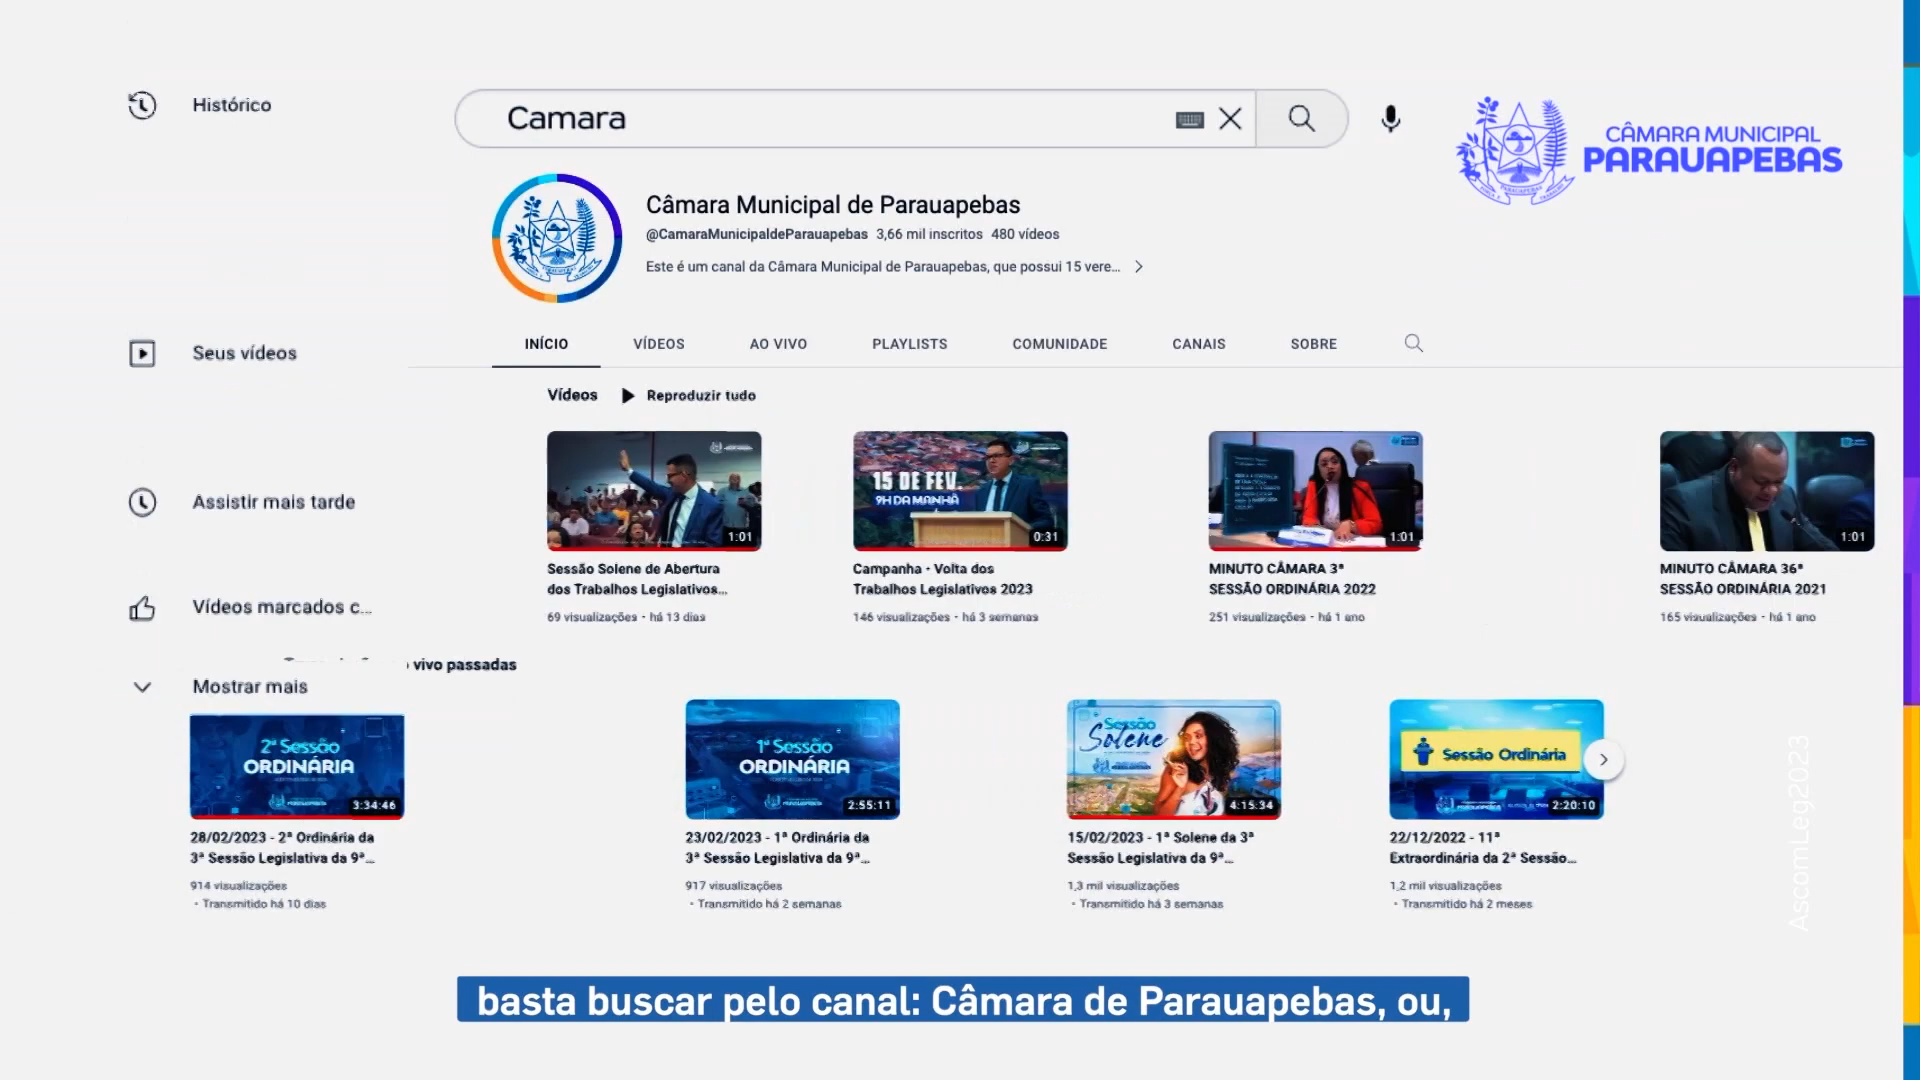 Histórico
Camara
CÂMARA MUNICIPAL
PARAUAPEBAS
Câmara Municipal de Parauapebas
@CamaraMunicipaldeParauapebas 3,66 mil inscritos 480 vídeos
Este é um canal da Câmara Municipal de Parauapebas, que possui 15 vere...
Seus vídeos
INÍCIO VÍDEOS AO VIVO PLAYLISTS COMUNIDADE CANAIS SOBRE
Vídeos Reproduzir tudo
15 DE FEV.
9H DA MANHÃ
1:01
0:31
1:01
1:01
Assistir mais tarde
Sessão Solene de Abertura
dos Trabalhos Legislativos...
69 visualizações • há 13 dias
Campanha - Volta dos
Trabalhos Legislativos 2023
146 visualizações • há 3 semanas
MINUTO CÂMARA 3ª
SESSÃO ORDINÁRIA 2022
251 visualizações • há 1 ano
MINUTO CÂMARA 36ª
SESSÃO ORDINÁRIA 2021
165 visualizações • há 1 ano
Vídeos marcados c...
vivo passadas
Mostrar mais
2ª Sessão
ORDINÁRIA
3:34:46
1ª Sessão
ORDINÁRIA
2:55:11
Sessão
Solene
4:15:34
Sessão Ordinária
2:20:10
28/02/2023 - 2ª Ordinária da
3ª Sessão Legislativa da 9ª...
914 visualizações
• Transmitido há 10 dias
23/02/2023 - 1ª Ordinária da
3ª Sessão Legislativa da 9ª...
917 visualizações
• Transmitido há 2 semanas
15/02/2023 - 1ª Solene da 3ª
Sessão Legislativa da 9ª...
1,3 mil visualizações
• Transmitido há 3 semanas
22/12/2022 - 11ª
Extraordinária da 2ª Sessão...
1,2 mil visualizações
• Transmitido há 2 meses
AscomLeg2023
basta buscar pelo canal: Câmara de Parauapebas, ou,